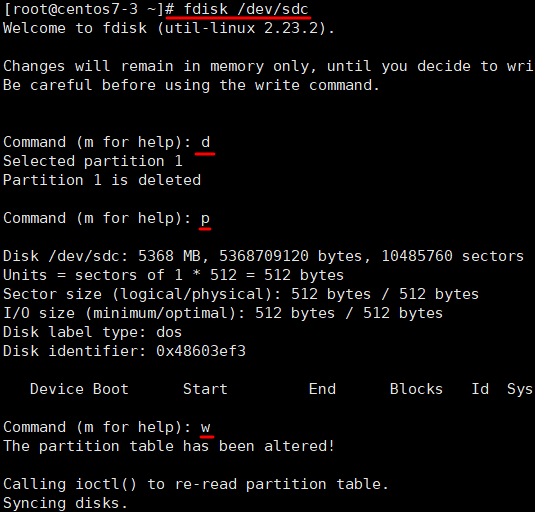 [root@centos7-3 ~]# fdisk /dev/sdc
Welcome to fdisk (util-linux 2.23.2).
Changes will remain in memory only, until you decide to wri
Be careful before using the write command.
Command (m for help): d
Selected partition 1
Partition 1 is deleted
Command (m for help): p
Disk /dev/sdc: 5368 MB, 5368709120 bytes, 10485760 sectors
Units = sectors of 1 * 512 = 512 bytes
Sector size (logical/physical): 512 bytes / 512 bytes
I/O size (minimum/optimal): 512 bytes / 512 bytes
Disk label type: dos
Disk identifier: 0x48603ef3
Device Boot Start End Blocks Id Sys
Command (m for help): w
The partition table has been altered!
Calling ioctl() to re-read partition table.
Syncing disks.